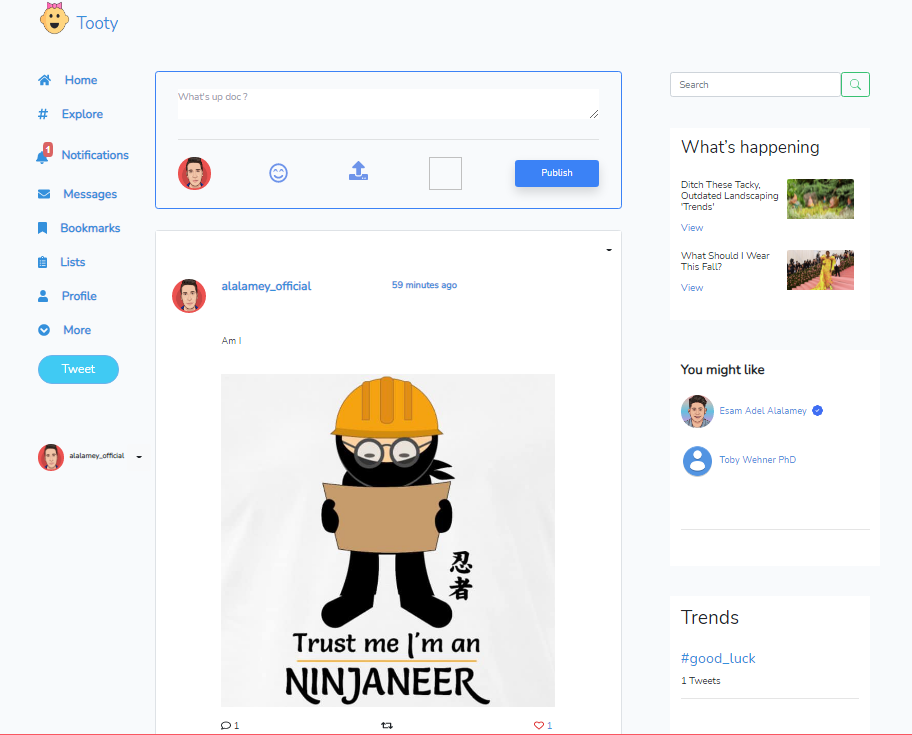 Tooty
Home
Explore
1
Notifications
Messages
Bookmarks
Lists
Profile
More
Tweet
alalamey_official
What's up doc ?
Publish
alalamey_official
59 minutes ago
Am I
忍
者
Trust me I'm an
NINJANEER
1
1
Search
What's happening
Ditch These Tacky,
Outdated Landscaping
'Trends'
View
What Should I Wear
This Fall?
View
You might like
Esam Adel Alalamey
Toby Wehner PhD
Trends
#good_luck
1 Tweets